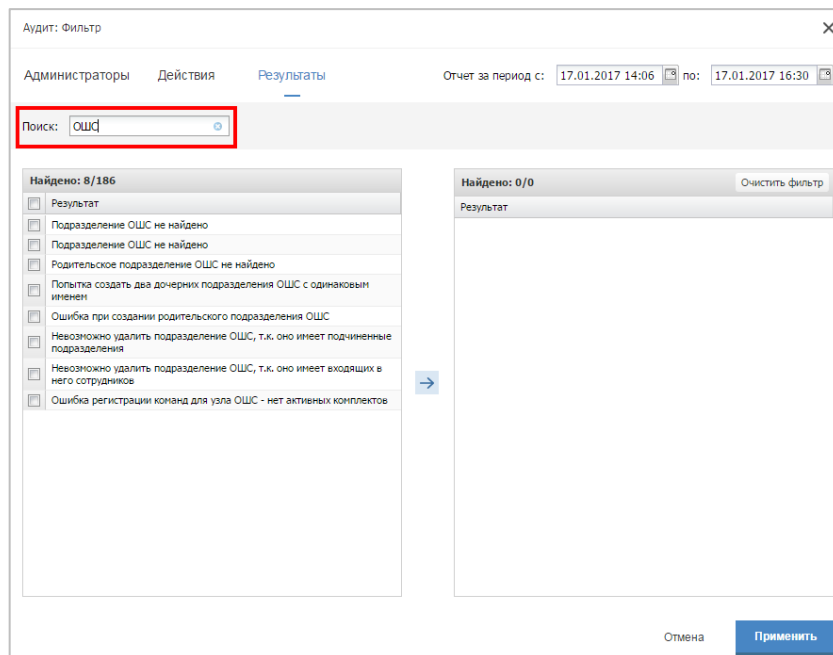 Аудит: Фильтр
Администраторы Действия Результаты Отчет за период с: 17.01.2017 14:06 по: 17.01.2017 16:30
Поиск: ОШС
Найдено: 8/186
Результат
Подразделение ОШС не найдено
Подразделение ОШС не найдено
Родительское подразделение ОШС не найдено
Попытка создать два дочерних подразделения ОШС с одинаковым
именем
Ошибка при создании родительского подразделения ОШС
Невозможно удалить подразделение ОШС, т.к. оно имеет подчиненные
подразделения
Невозможно удалить подразделение ОШС, т.к. оно имеет входящих в
него сотрудников
Ошибка регистрации команд для узла ОШС - нет активных комплектов
Найдено: 0/0 Очистить фильтр
Результат
Отмена Применить